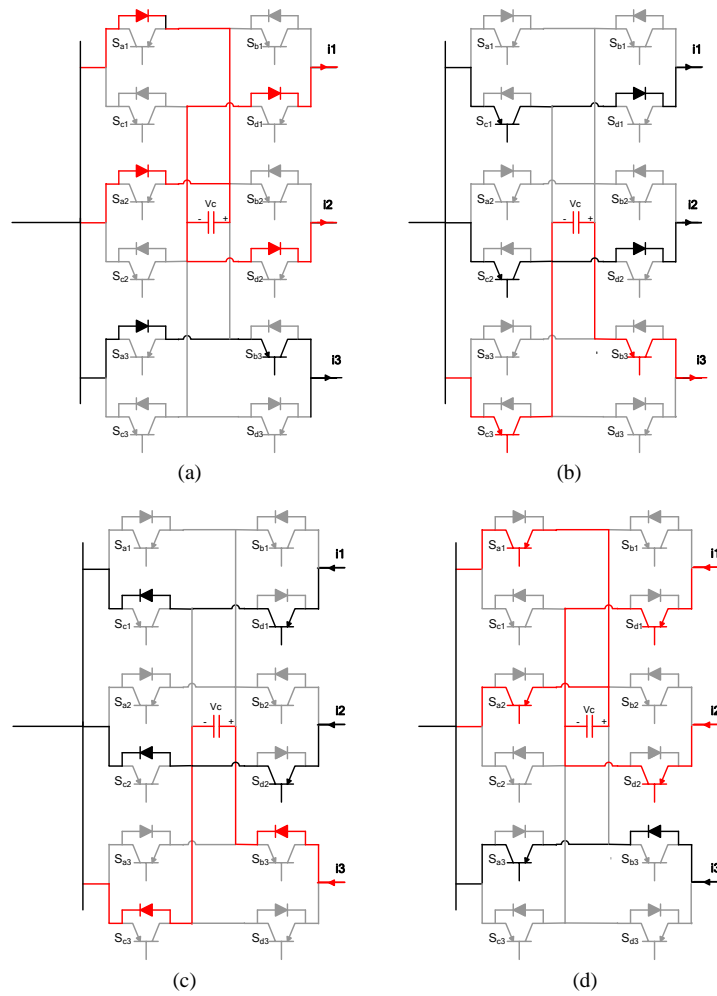 Sa1
Sb1
i1
Sc1
Sd1
Sa2
Sb2
i2
- Vc +
Sc2
Sd2
Sa3
Sb3
i3
Sc3
Sd3
(a)
Sa1
Sb1
i1
Sc1
Sd1
Sa2
Sb2
i2
- Vc +
Sc2
Sd2
Sa3
Sb3
i3
Sc3
Sd3
(b)
Sa1
Sb1
i1
Sc1
Sd1
Sa2
Sb2
i2
- Vc +
Sc2
Sd2
Sa3
Sb3
i3
Sc3
Sd3
(c)
Sa1
Sb1
i1
Sc1
Sd1
Sa2
Sb2
i2
- Vc +
Sc2
Sd2
Sa3
Sb3
i3
Sc3
Sd3
(d)